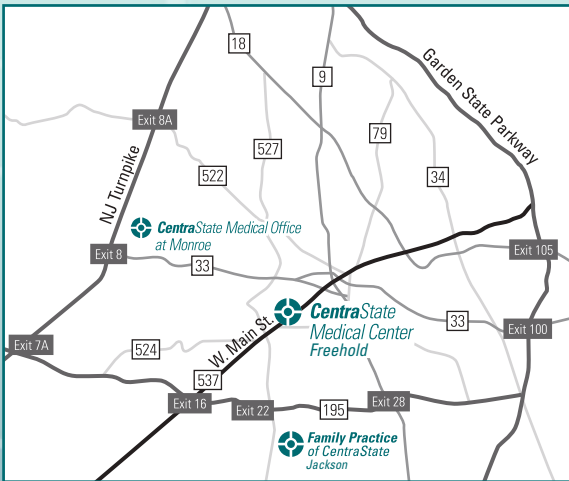 18
9
Garden State Parkway
Exit 8A
NJ Turnpike
527
79
522
34
CentraState Medical Office
at Monroe
Exit 8
33
Exit 105
CentraState
Medical Center
Freehold
W. Main St.
33
Exit 100
Exit 7A
524
537
Exit 16
Exit 22
195
Exit 28
Family Practice
of CentraState
Jackson